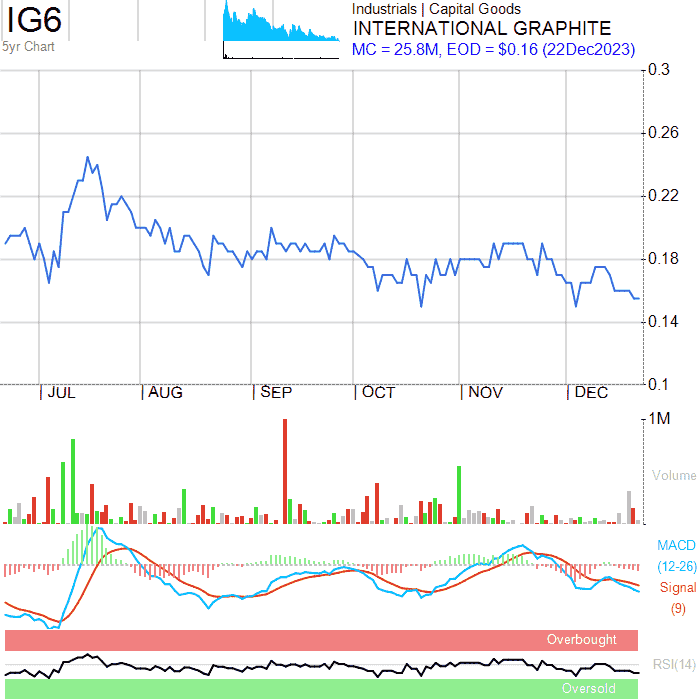 IG6
5yr Chart
Industrials | Capital Goods
INTERNATIONAL GRAPHITE
MC = 25.8M, EOD = $0.16 (22Dec2023)
0.3
0.26
0.22
0.18
0.14
0.1
JUL AUG SEP OCT NOV DEC
1M
Volume
MACD
(12-26)
Signal
(9)
Overbought
RSI(14)
Oversold